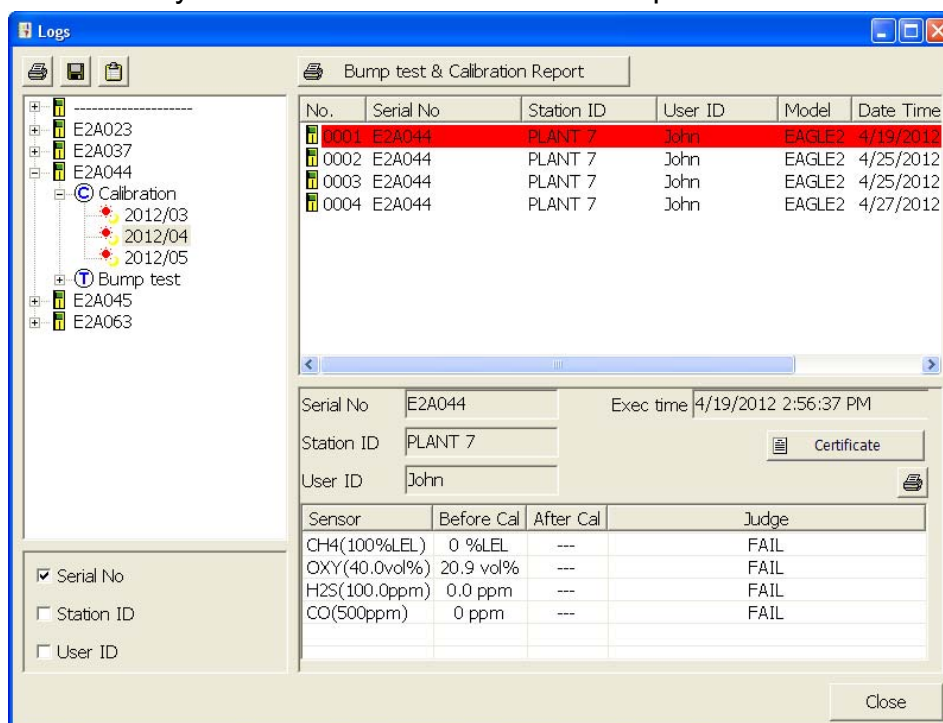 Logs
Bump test & Calibration Report
-------------------
E2A023
E2A037
E2A044
C Calibration
2012/03
2012/04
2012/05
T Bump test
E2A045
E2A063
Serial No
Station ID
User ID
No. Serial No Station ID User ID Model Date Time
0001 E2A044 PLANT 7 John EAGLE2 4/19/2012
0002 E2A044 PLANT 7 John EAGLE2 4/25/2012
0003 E2A044 PLANT 7 John EAGLE2 4/25/2012
0004 E2A044 PLANT 7 John EAGLE2 4/27/2012
Serial No E2A044 Exec time 4/19/2012 2:56:37 PM
Station ID PLANT 7 Certificate
User ID John
Sensor Before Cal After Cal Judge
CH4(100%LEL) 0 %LEL --- FAIL
OXY(40.0vol%) 20.9 vol% --- FAIL
H2S(100.0ppm) 0.0 ppm --- FAIL
CO(500ppm) 0 ppm --- FAIL
Close